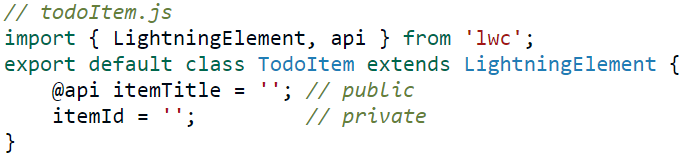 // todoItem.js
import { LightningElement, api } from 'lwc';
export default class TodoItem extends LightningElement {
    @api itemTitle = ''; // public
    itemId = '';         // private
}